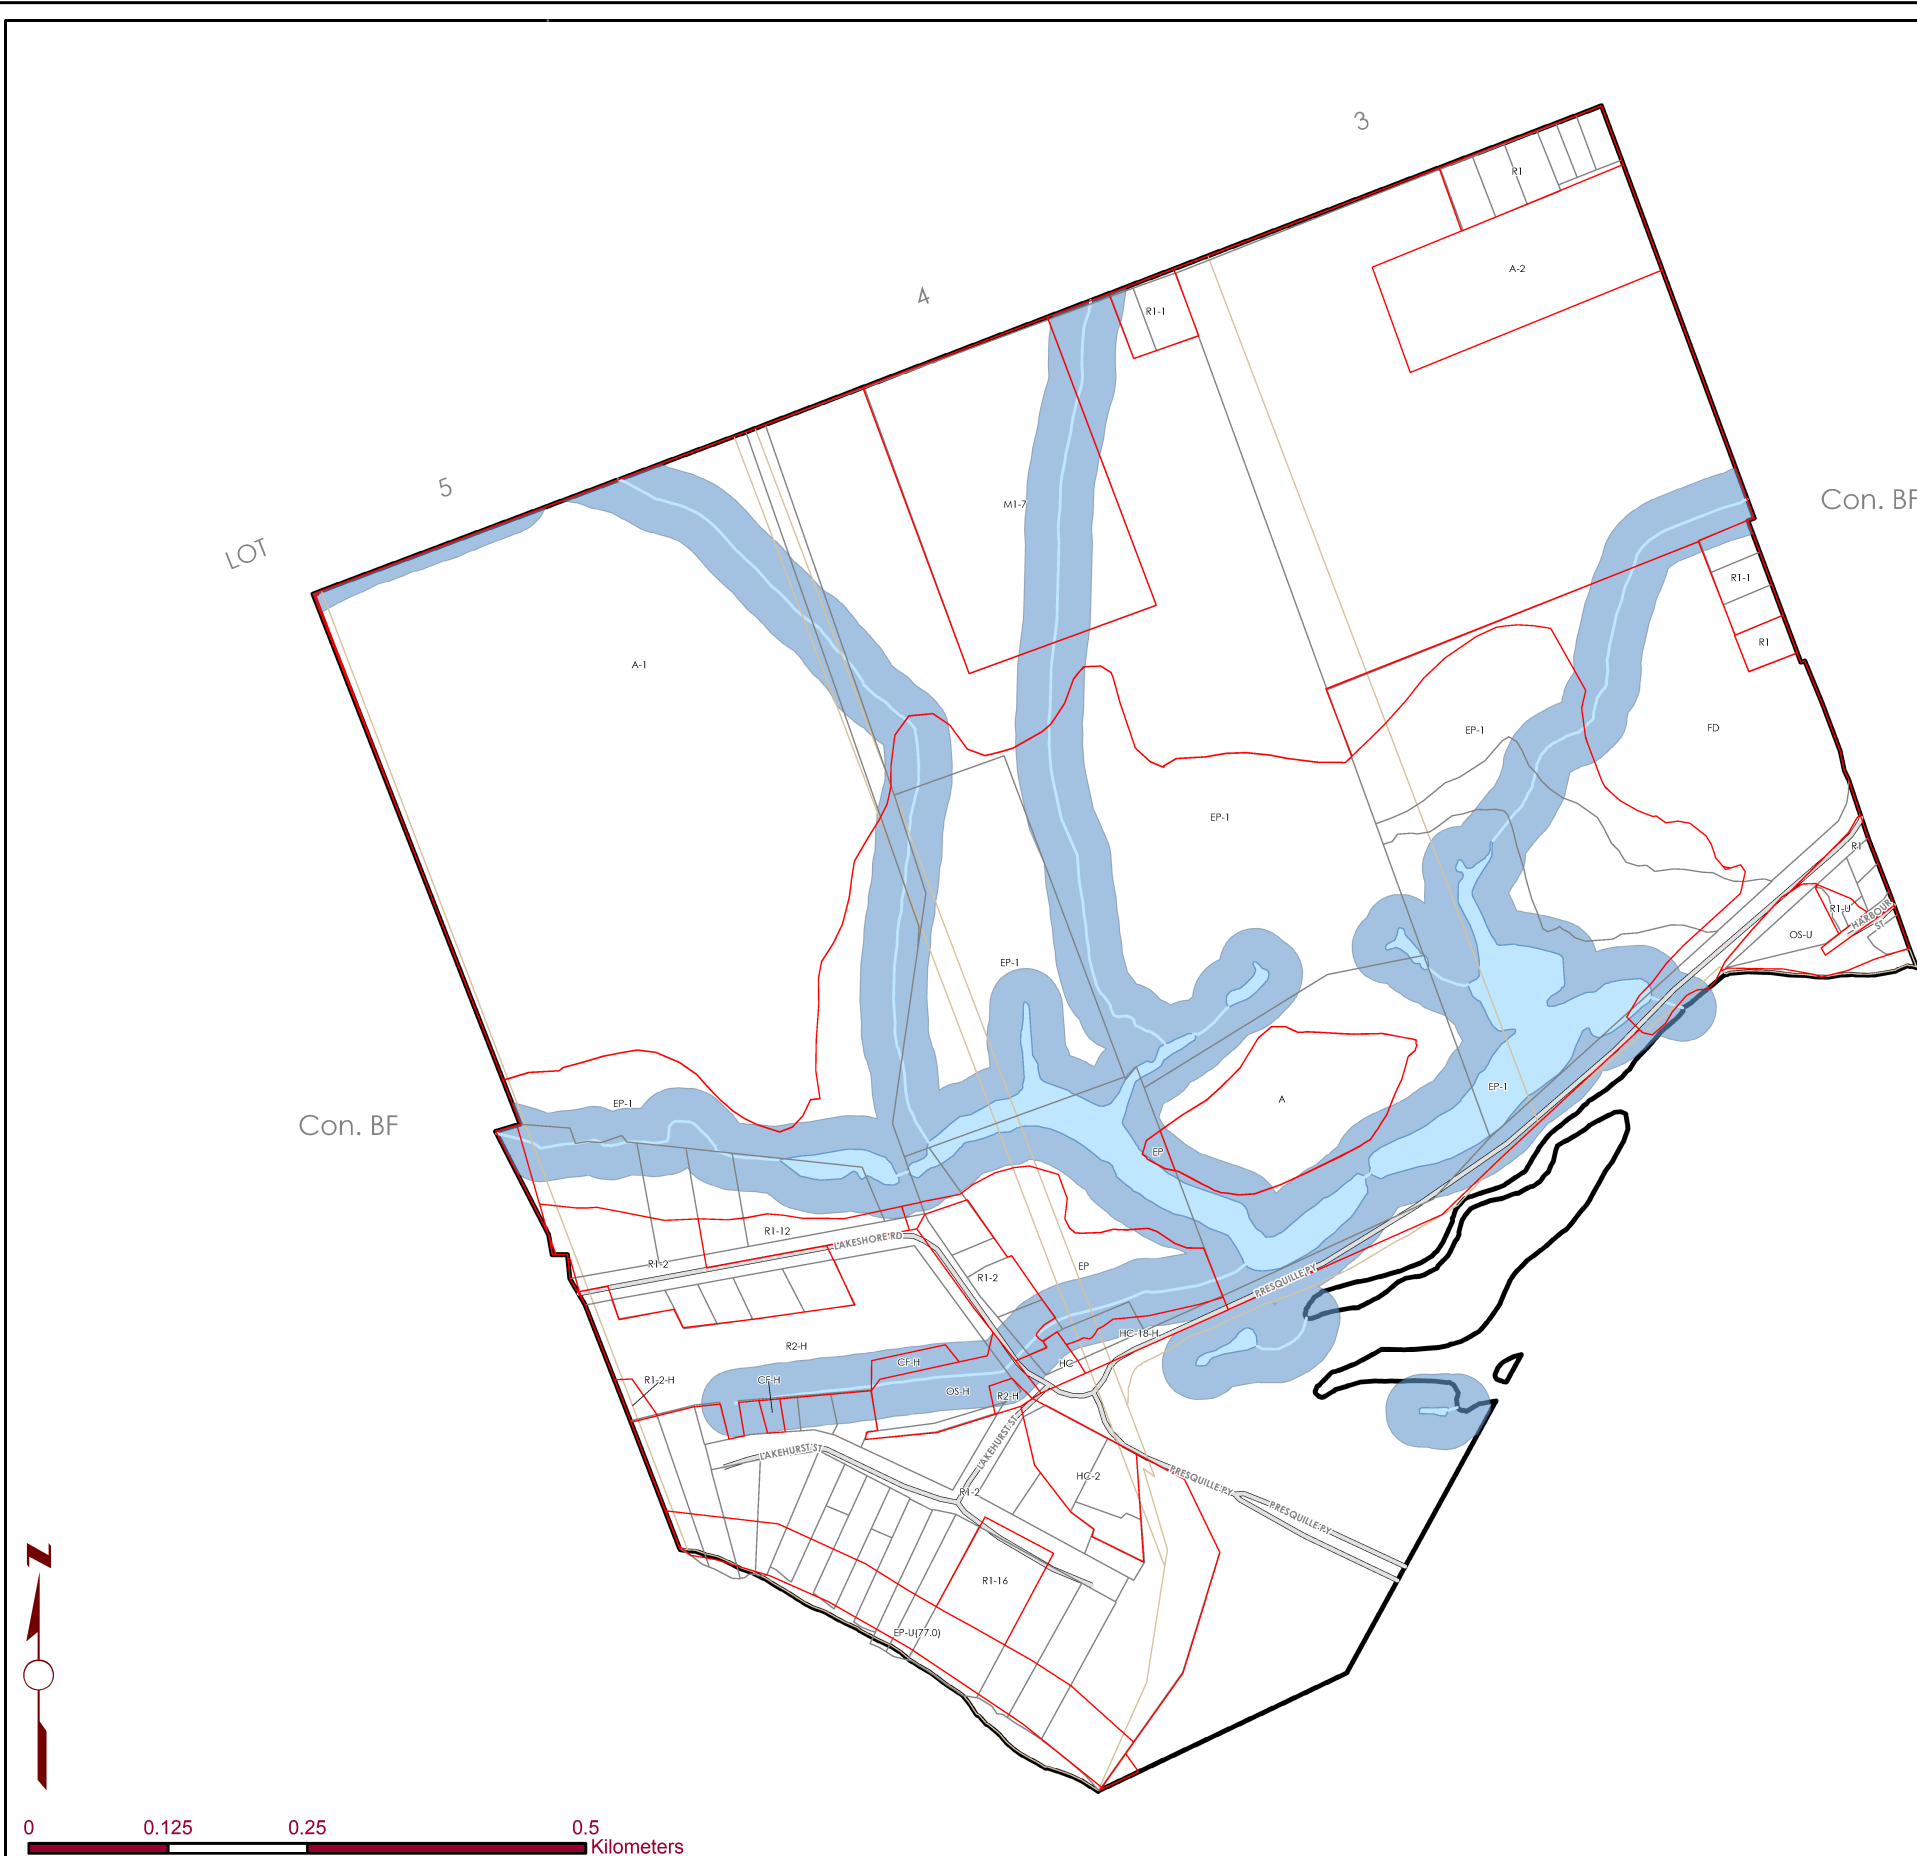 3
R1
A-2
4
R1-1
5
M1-7
Con. BF
LOT
R1-1
R1
A-1
EP-1
FD
EP-1
R1
R1-U
HARBOUR
ST
OS-U
EP-1
EP-1
EP-1
A
Con. BF
EP
R1-12
LAKESHORE RD
R1-2
EP
R1-2
PRESQUILLE PY
HC-18-H
R2-H
CF-H
HC
R1-2-H
CF-H
OS-H
R2-H
LAKEHURST ST
LAKEHURST ST
HC-2
PRESQUILLE PY
R1-2
PRESQUILLE PY
R1-16
EP-U(77.0)
N
0 0.125 0.25 0.5
Kilometers